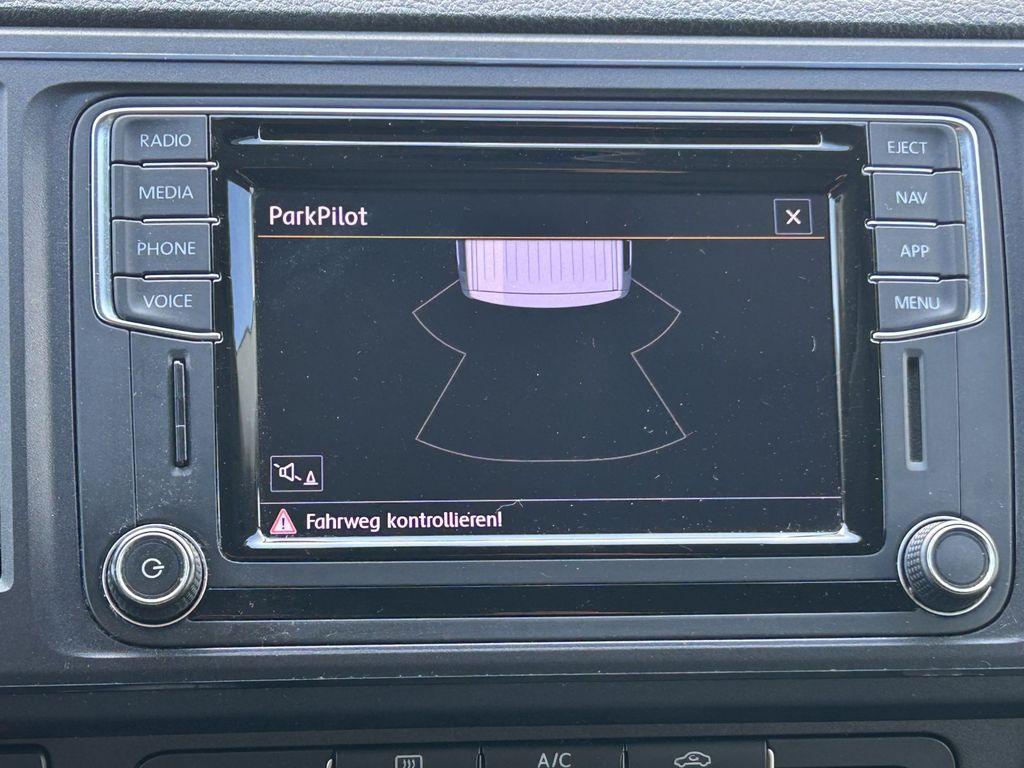 RADIO
EJECT
MEDIA
NAV
PHONE
APP
VOICE
MENU
ParkPilot
Fahrweg kontrollieren!
A/C